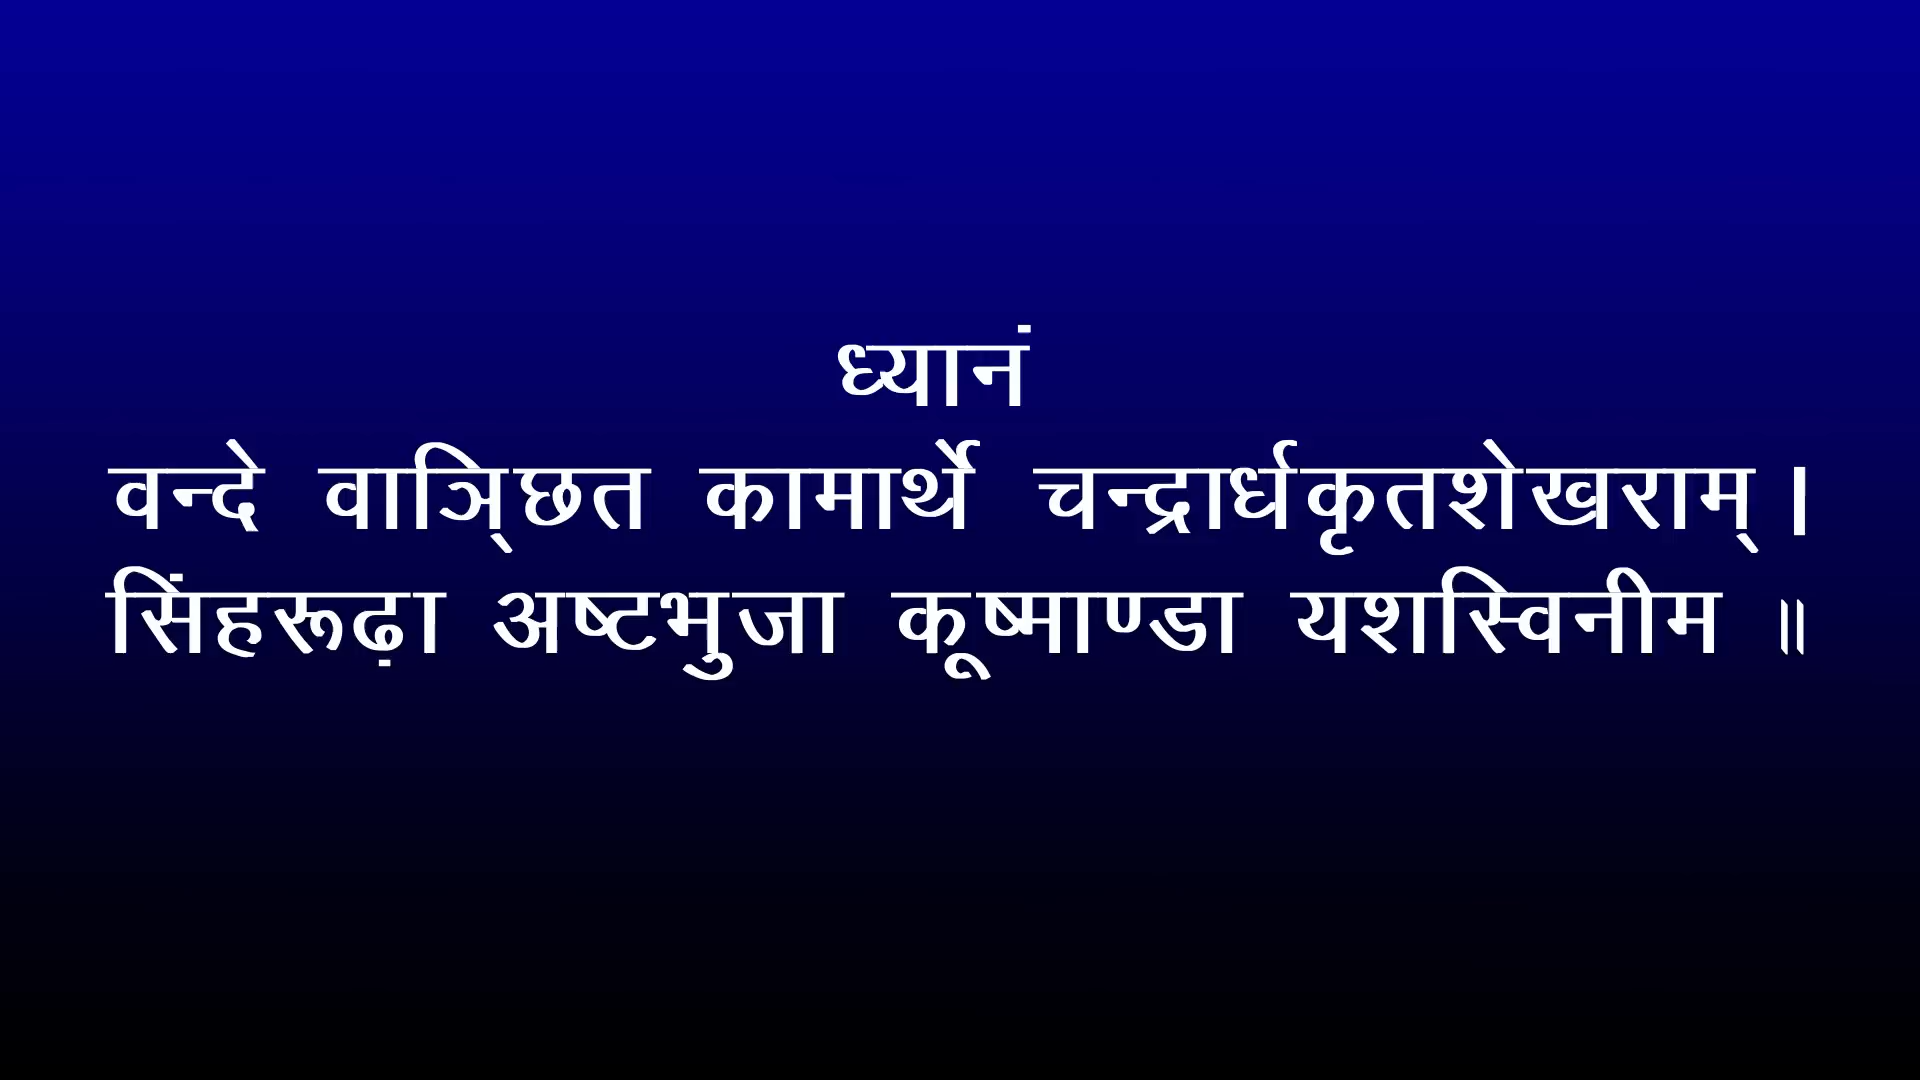 ध्यानं
वन्दे वाञ्छित कामार्थे चन्द्रार्धकृतशेखराम्।
सिंहरूढ़ा अष्टभुजा कूष्माण्डा यशस्विनीम ॥